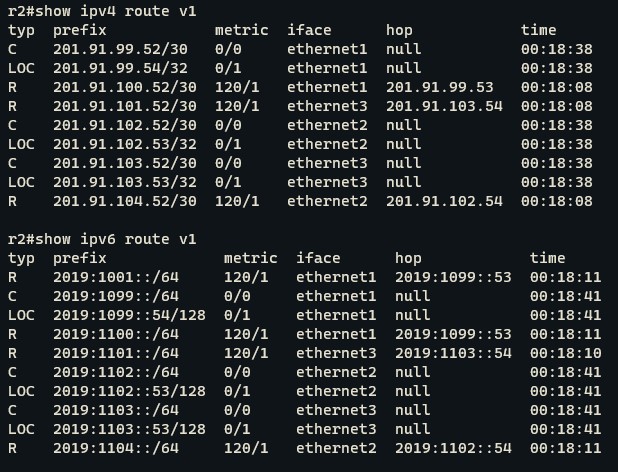 r2#show ipv4 route v1
typ  prefix            metric  iface      hop            time
C    201.91.99.52/30   0/0     ethernet1  null           00:18:38
LOC  201.91.99.54/32   0/1     ethernet1  null           00:18:38
R    201.91.100.52/30  120/1   ethernet1  201.91.99.53   00:18:08
R    201.91.101.52/30  120/1   ethernet3  201.91.103.54  00:18:08
C    201.91.102.52/30  0/0     ethernet2  null           00:18:38
LOC  201.91.102.53/32  0/1     ethernet2  null           00:18:38
C    201.91.103.52/30  0/0     ethernet3  null           00:18:38
LOC  201.91.103.53/32  0/1     ethernet3  null           00:18:38
R    201.91.104.52/30  120/1   ethernet2  201.91.102.54  00:18:08

r2#show ipv6 route v1
typ  prefix             metric  iface      hop            time
R    2019:1001::/64     120/1   ethernet1  2019:1099::53  00:18:11
C    2019:1099::/64     0/0     ethernet1  null           00:18:41
LOC  2019:1099::54/128  0/1     ethernet1  null           00:18:41
R    2019:1100::/64     120/1   ethernet1  2019:1099::53  00:18:11
R    2019:1101::/64     120/1   ethernet3  2019:1103::54  00:18:10
C    2019:1102::/64     0/0     ethernet2  null           00:18:41
LOC  2019:1102::53/128  0/1     ethernet2  null           00:18:41
C    2019:1103::/64     0/0     ethernet3  null           00:18:41
LOC  2019:1103::53/128  0/1     ethernet3  null           00:18:41
R    2019:1104::/64     120/1   ethernet2  2019:1102::54  00:18:11